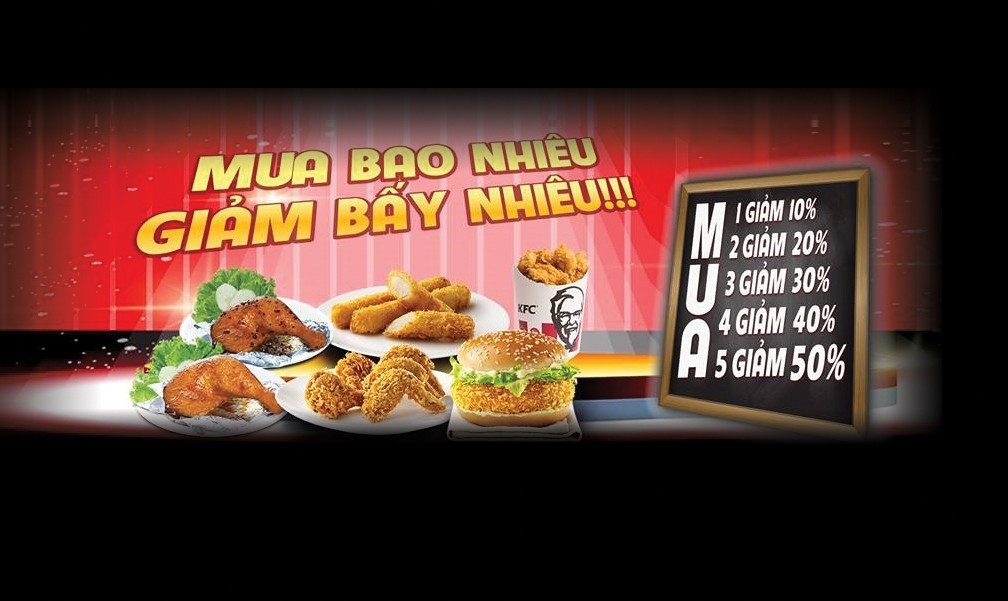 MUA BAO NHIÊU
GIẢM BẤY NHIÊU!!!
KFC
MUA
1 GIẢM 10%
2 GIẢM 20%
3 GIẢM 30%
4 GIẢM 40%
5 GIẢM 50%